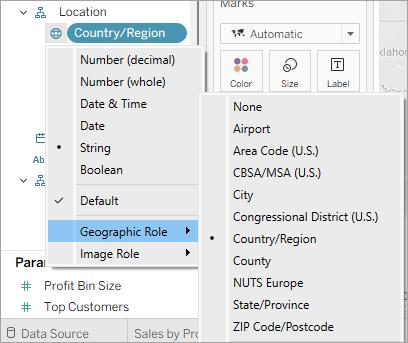 Location
Country/Region
Number (decimal)
Number (whole)
Date & Time
Date
String
Boolean
Default
Geographic Role
Image Role
Marks
Automatic
Color
Size
Label
None
Airport
Area Code (U.S.)
CBSA/MSA (U.S.)
City
Congressional District (U.S.)
Country/Region
County
NUTS Europe
State/Province
ZIP Code/Postcode
Ab
Para
Profit Bin Size
Top Customers
Data Source
Sales by Pro
klaho